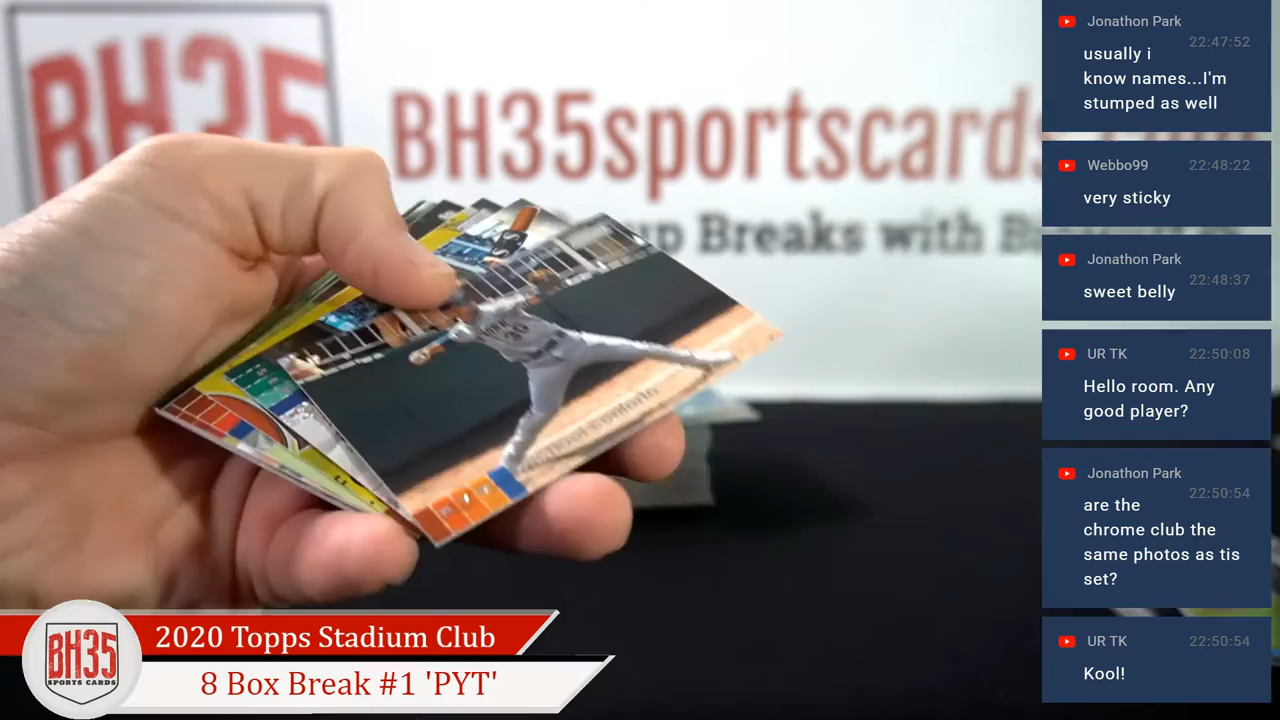 BH35
BH35sportscards
up Breaks with
Jonathon Park
22:47:52
usually i
know names...I'm
stumped as well
Webbo99
22:48:22
very sticky
Jonathon Park
22:48:37
sweet belly
UR TK
22:50:08
Hello room. Any
good player?
Jonathon Park
22:50:54
are the
chrome club the
same photos as tis
set?
UR TK
22:50:54
Kool!
30
BH35
SPORTS CARDS
2020 Topps Stadium Club
8 Box Break #1 'PYT'